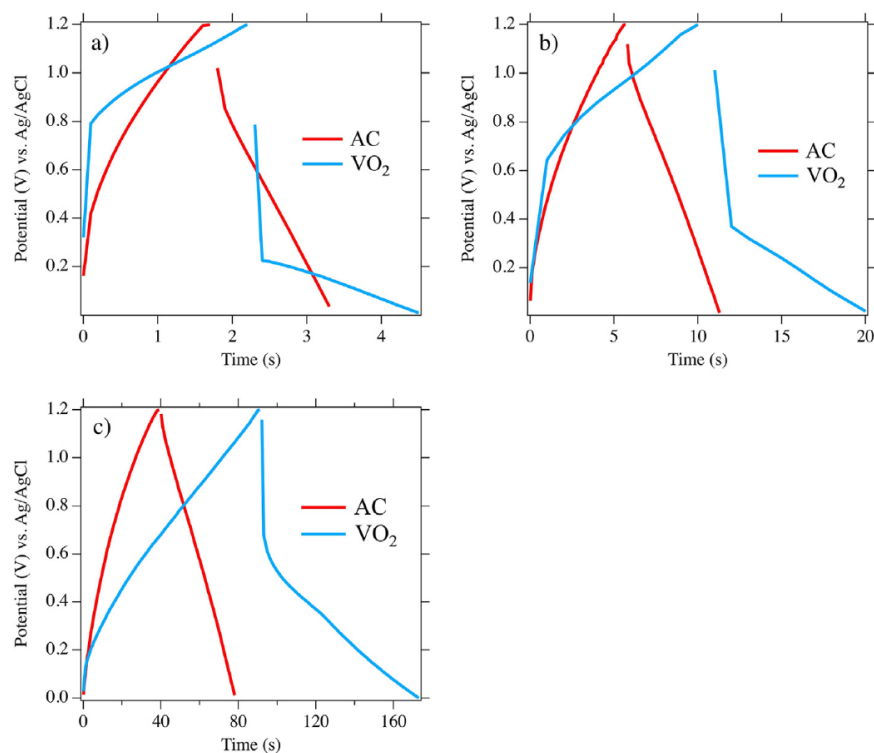 a)
1.2
1.0
0.8
0.6
0.4
0.2
Potential (V) vs. Ag/AgCl
AC
VO2
0 1 2 3 4
Time (s)
b)
1.2
1.0
0.8
0.6
0.4
0.2
Potential (V) vs. Ag/AgCl
AC
VO2
0 5 10 15 20
Time (s)
c)
1.2
1.0
0.8
0.6
0.4
0.2
0.0
Potential (V) vs. Ag/AgCl
AC
VO2
0 40 80 120 160
Time (s)